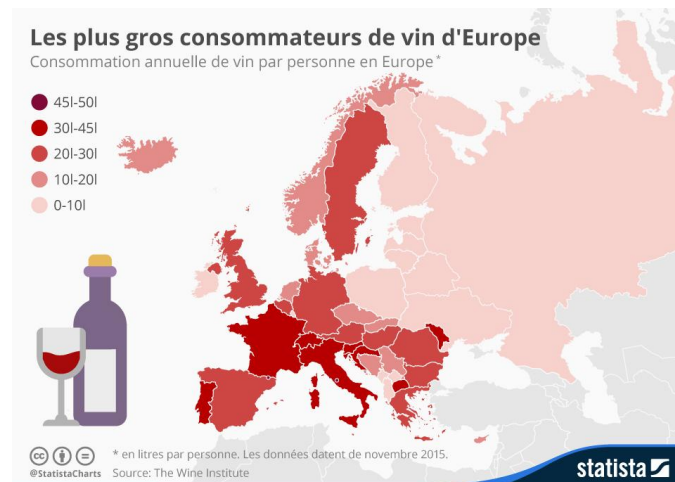 Les plus gros consommateurs de vin d'Europe
Consommation annuelle de vin par personne en Europe*
45l-50l
30l-45l
20l-30l
10l-20l
0-10l
* en litres par personne. Les données datent de novembre 2015.
@StatistaCharts Source: The Wine Institute
statista